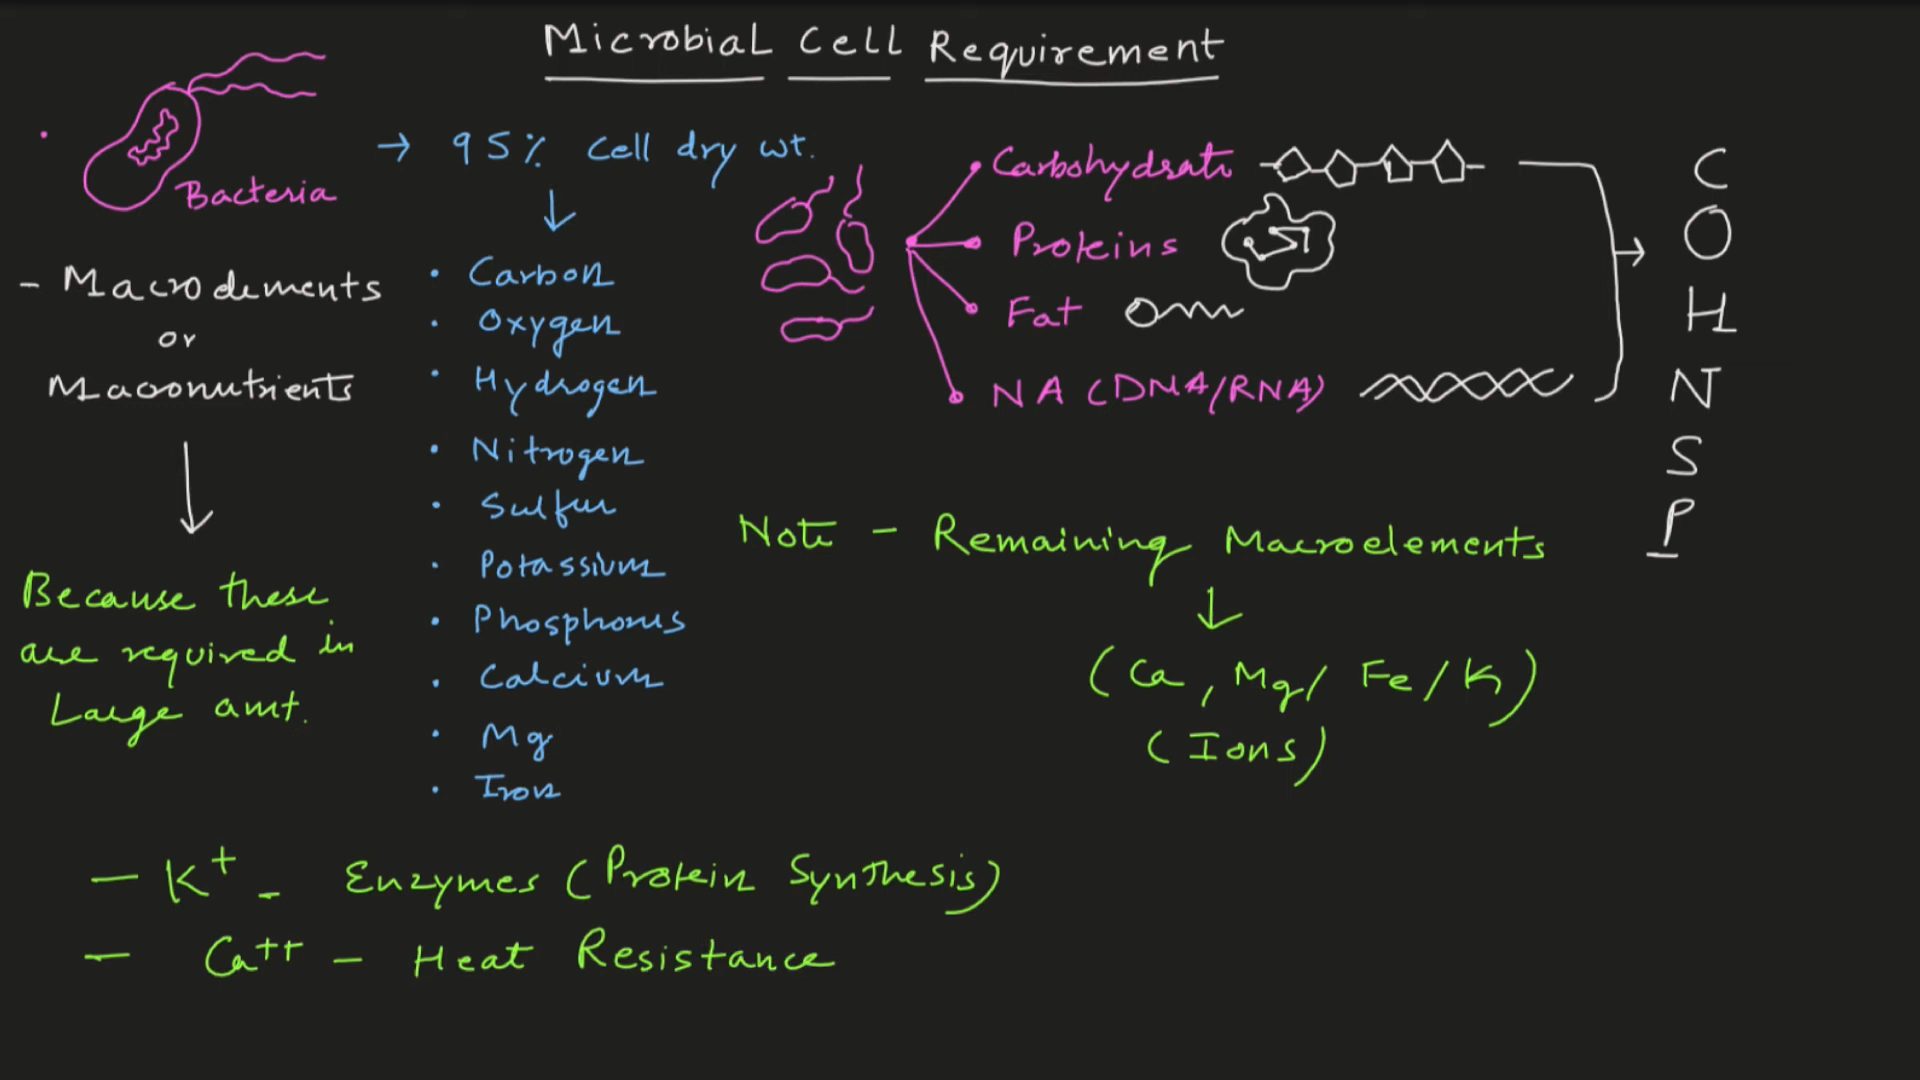 Microbial Cell Requirement
Bacteria
- Macroelements
or
Macronutrients
Because these
are required in
Large amt.
→ 95% Cell dry wt.
• Carbon
• Oxygen
• Hydrogen
• Nitrogen
• Sulfur
• Potassium
• Phosphorus
• Calcium
• Mg
• Iron
Carbohydrate
Proteins
Fat
NA (DNA/RNA)
C
O
H
N
S
P
Note - Remaining Macroelements
(Ca, Mg/ Fe/K)
(Ions)
- K+ - Enzymes (Protein Synthesis)
- Ca++ - Heat Resistance